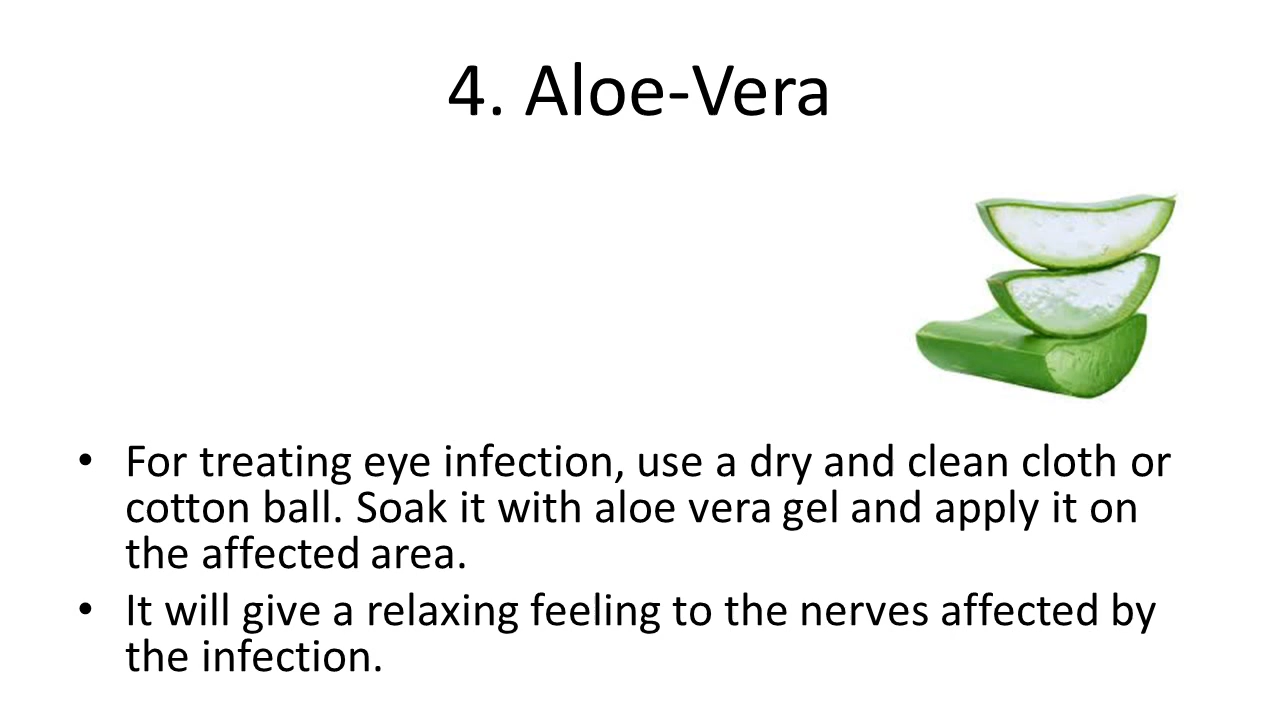 4. Aloe-Vera
• For treating eye infection, use a dry and clean cloth or
cotton ball. Soak it with aloe vera gel and apply it on
the affected area.
• It will give a relaxing feeling to the nerves affected by
the infection.